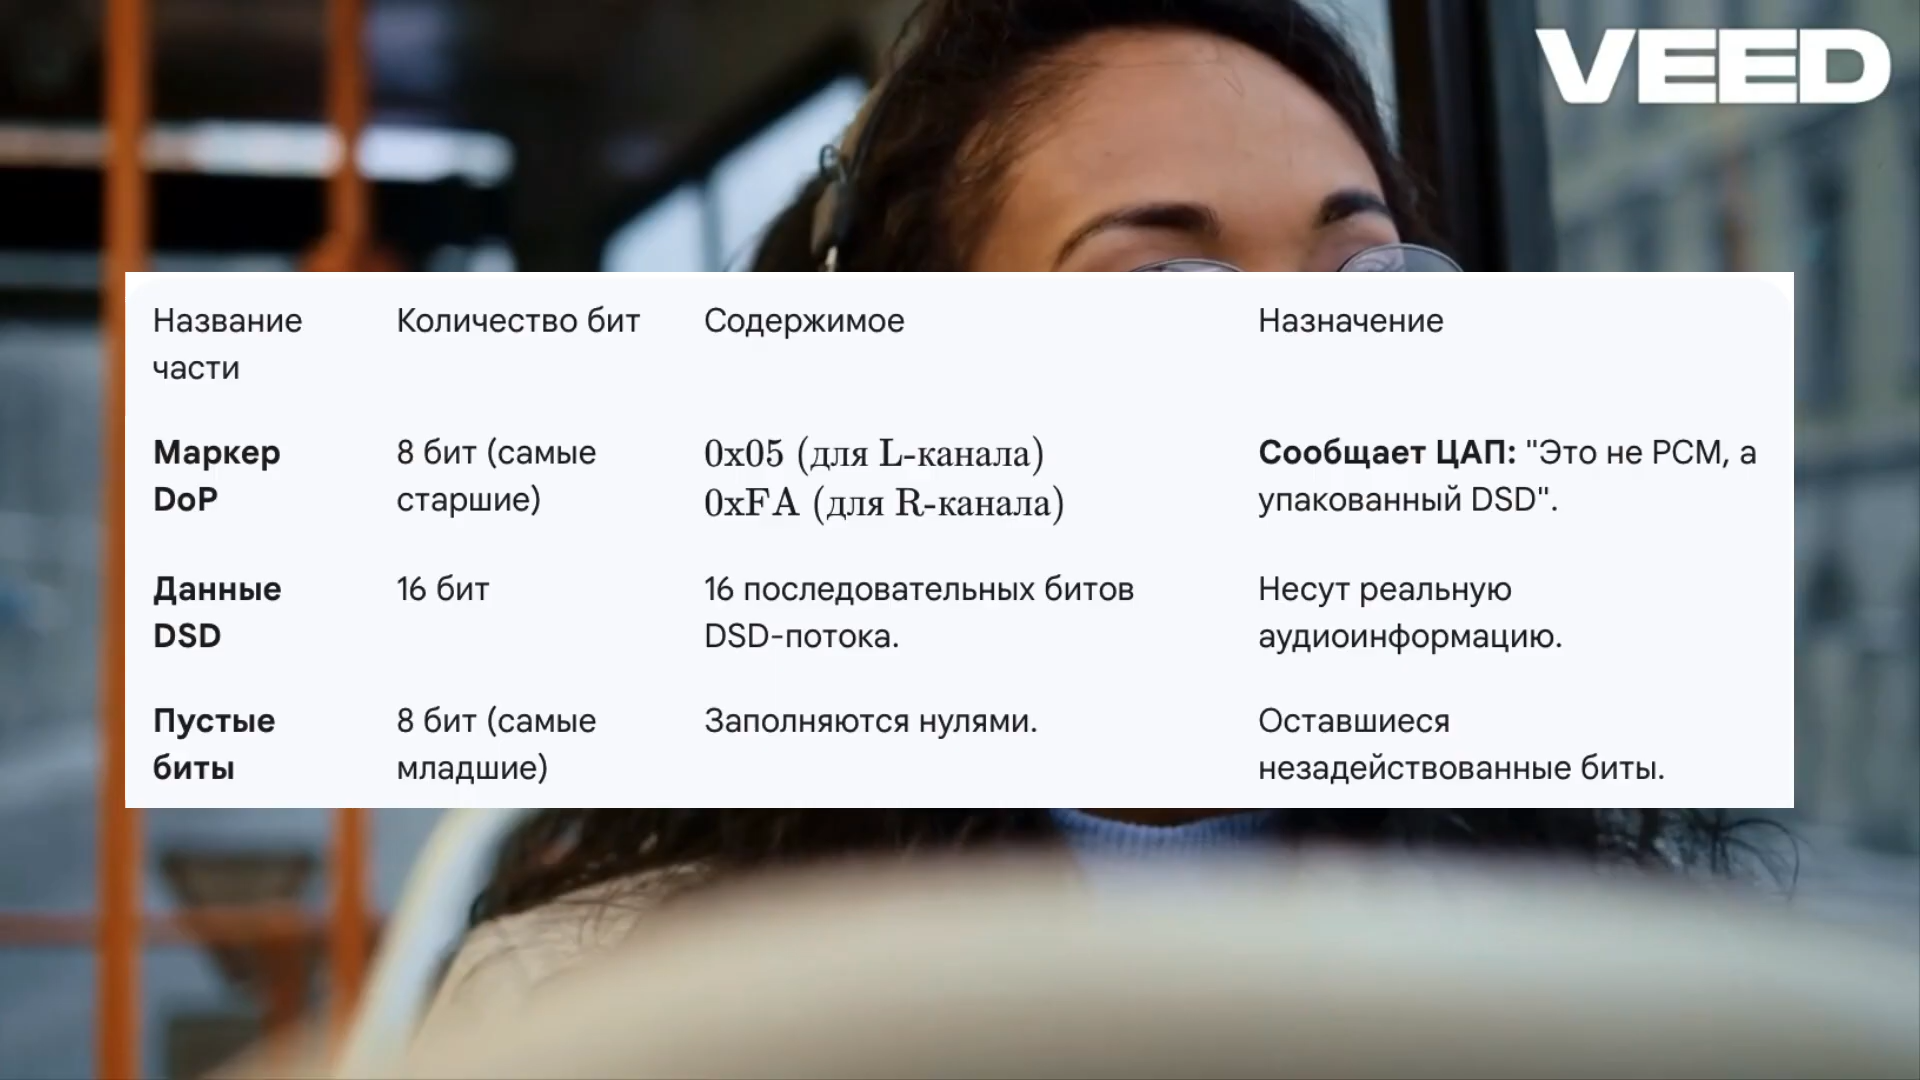 VEED
Название части
Количество бит
Содержимое
Назначение
Маркер DoP
8 бит (самые старшие)
0x05 (для L-канала)
0xFA (для R-канала)
Сообщает ЦАП: "Это не PCM, а упакованный DSD".
Данные DSD
16 бит
16 последовательных битов DSD-потока.
Несут реальную аудиоинформацию.
Пустые биты
8 бит (самые младшие)
Заполняются нулями.
Оставшиеся незадействованные биты.